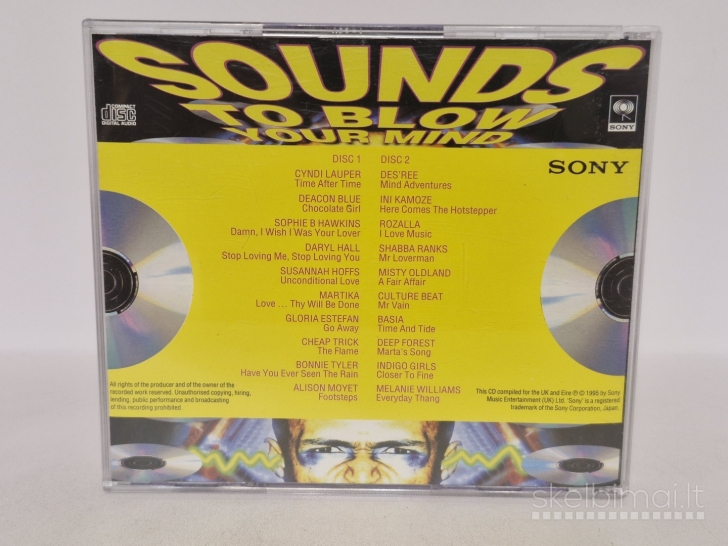 SOUNDS
TO BLOW
YOUR MIND
COMPACT
disc
DIGITAL AUDIO
SONY
SONY
DISC 1
CYNDI LAUPER
Time After Time
DEACON BLUE
Chocolate Girl
SOPHIE B HAWKINS
Damn, I Wish I Was Your Lover
DARYL HALL
Stop Loving Me, Stop Loving You
SUSANNAH HOFFS
Unconditional Love
MARTIKA
Love ... Thy Will Be Done
GLORIA ESTEFAN
Go Away
CHEAP TRICK
The Flame
BONNIE TYLER
Have You Ever Seen The Rain
ALISON MOYET
Footsteps
DISC 2
DES'REE
Mind Adventures
INI KAMOZE
Here Comes The Hotstepper
ROZALLA
I Love Music
SHABBA RANKS
Mr Loverman
MISTY OLDLAND
A Fair Affair
CULTURE BEAT
Mr Vain
BASIA
Time And Tide
DEEP FOREST
Marta's Song
INDIGO GIRLS
Closer To Fine
MELANIE WILLIAMS
Everyday Thang
All rights of the producer and of the owner of the
recorded work reserved. Unauthorised copying, hiring,
lending, public performance and broadcasting
of this recording prohibited.
This CD compiled for the UK and Eire ℗ © 1995 by Sony
Music Entertainment (UK) Ltd. 'Sony' is a registered
trademark of the Sony Corporation, Japan.
skelbimai.lt